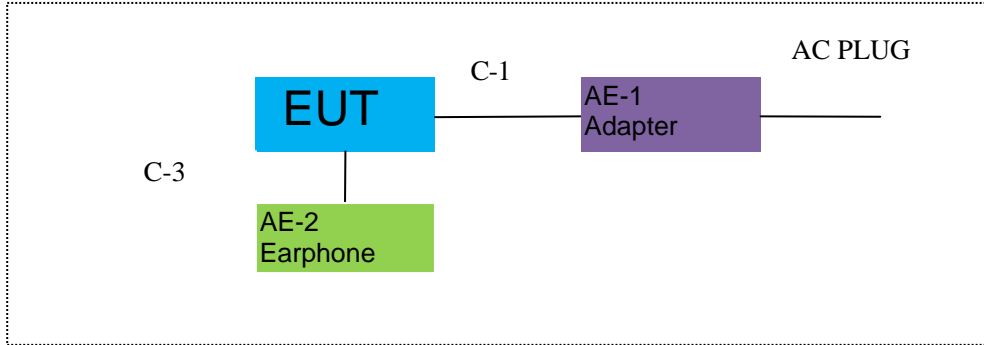 AC PLUG
C-1
EUT
AE-1
Adapter
C-3
AE-2
Earphone